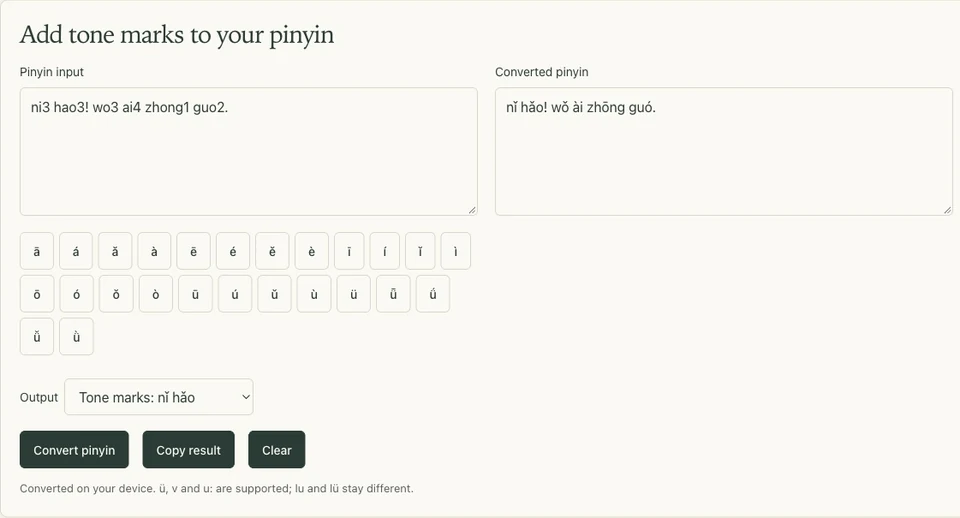 Add tone marks to your pinyin
Pinyin input
ni3 hao3! wo3 ai4 zhong1 guo2.
Converted pinyin
nǐ hǎo! wǒ ài zhōng guó.
ā á ǎ à ē é ě è ī í ǐ ì
ō ó ǒ ò ū ú ǔ ù ü ǖ ǘ
ǚ ǜ
Output Tone marks: nǐ hǎo
Convert pinyin Copy result Clear
Converted on your device. ü, v and u: are supported; lu and lü stay different.